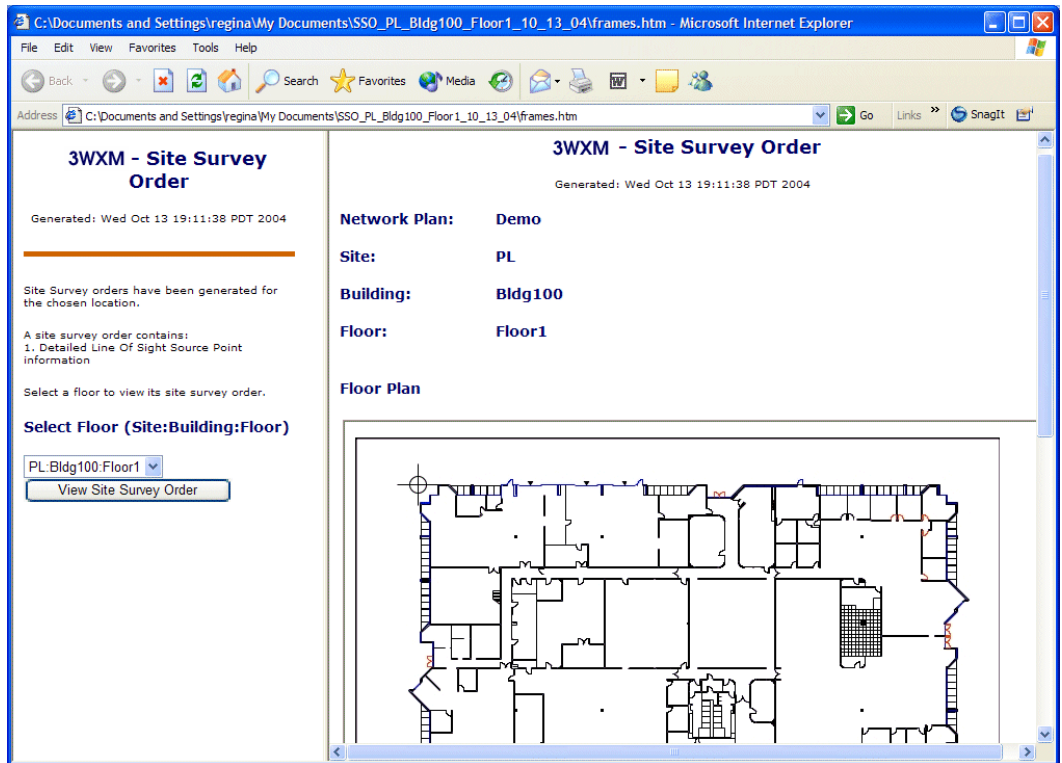 C:\Documents and Settings\regina\My Documents\SSO_PL_Bldg100_Floor1_10_13_04\frames.htm - Microsoft Internet Explorer
File Edit View Favorites Tools Help
Back Search Favorites Media
Address C:\Documents and Settings\regina\My Documents\SSO_PL_Bldg100_Floor1_10_13_04\frames.htm Go Links » SnagIt
3WXM - Site Survey
Order
Generated: Wed Oct 13 19:11:38 PDT 2004
Site Survey orders have been generated for
the chosen location.
A site survey order contains:
1. Detailed Line Of Sight Source Point
information
Select a floor to view its site survey order.
Select Floor (Site:Building:Floor)
PL:Bldg100:Floor1
View Site Survey Order
3WXM - Site Survey Order
Generated: Wed Oct 13 19:11:38 PDT 2004
Network Plan: Demo
Site: PL
Building: Bldg100
Floor: Floor1
Floor Plan